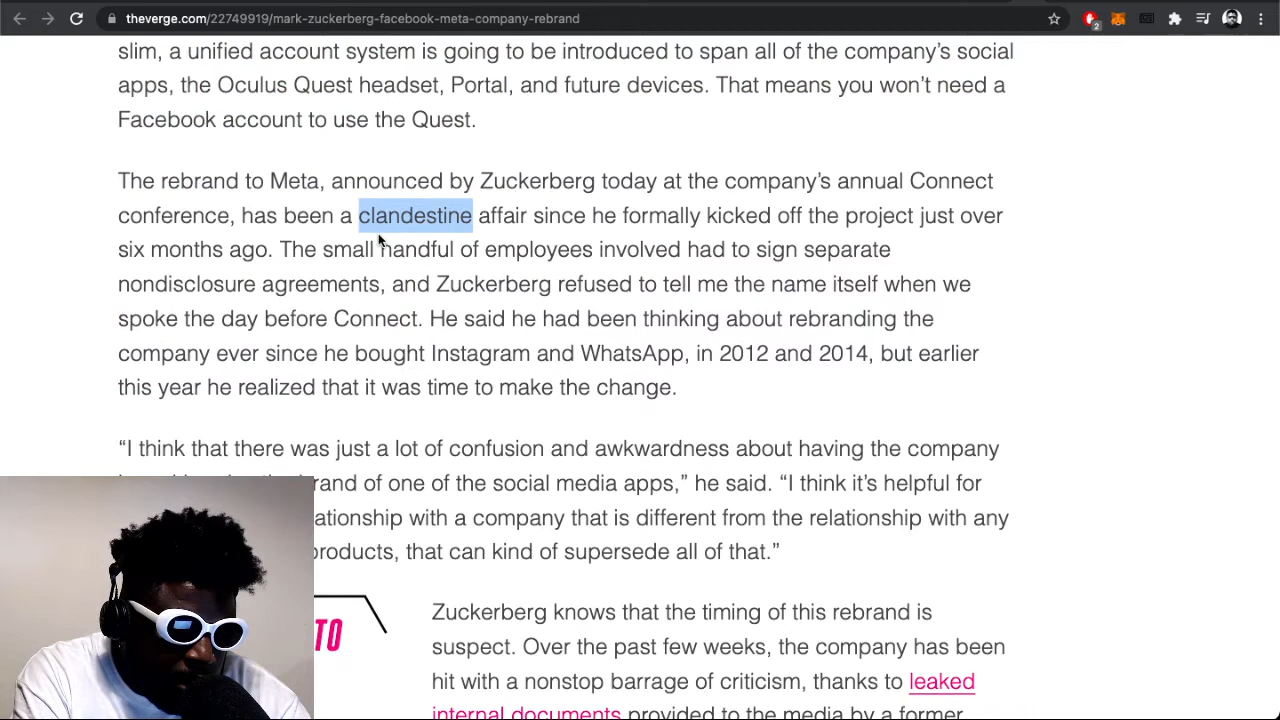 theverge.com/22749919/mark-zuckerberg-facebook-meta-company-rebrand
2
slim, a unified account system is going to be introduced to span all of the company’s social
apps, the Oculus Quest headset, Portal, and future devices. That means you won’t need a
Facebook account to use the Quest.
The rebrand to Meta, announced by Zuckerberg today at the company’s annual Connect
conference, has been a clandestine affair since he formally kicked off the project just over
six months ago. The small handful of employees involved had to sign separate
nondisclosure agreements, and Zuckerberg refused to tell me the name itself when we
spoke the day before Connect. He said he had been thinking about rebranding the
company ever since he bought Instagram and WhatsApp, in 2012 and 2014, but earlier
this year he realized that it was time to make the change.
“I think that there was just a lot of confusion and awkwardness about having the company
of one of the social media apps,” he said. “I think it’s helpful for
with a company that is different from the relationship with any
products, that can kind of supersede all of that.”
TO
Zuckerberg knows that the timing of this rebrand is
suspect. Over the past few weeks, the company has been
hit with a nonstop barrage of criticism, thanks to leaked
internal documents provided to the media by a former